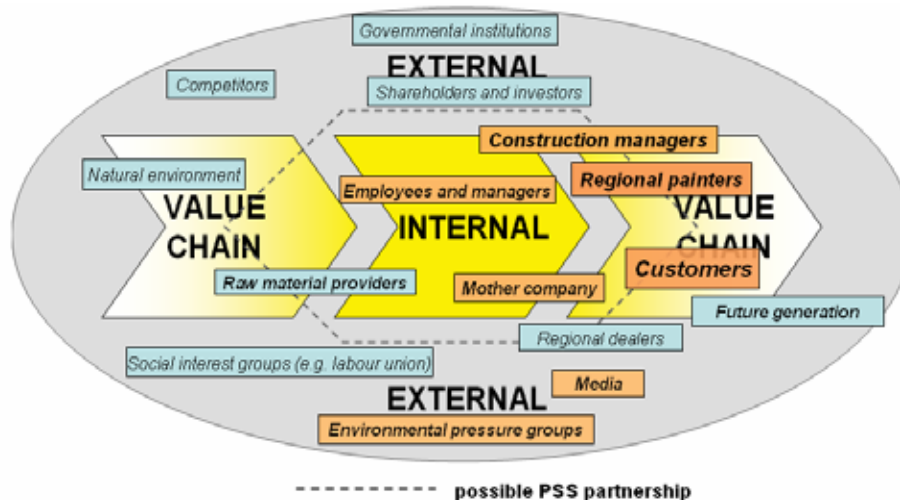 Governmental institutions
EXTERNAL
Competitors
Shareholders and investors
Construction managers
Natural environment
Employees and managers
Regional painters
VALUE
CHAIN
INTERNAL
VALUE
CHAIN
Customers
Raw material providers
Mother company
Future generation
Regional dealers
Social interest groups (e.g. labour union)
Media
EXTERNAL
Environmental pressure groups
possible PSS partnership